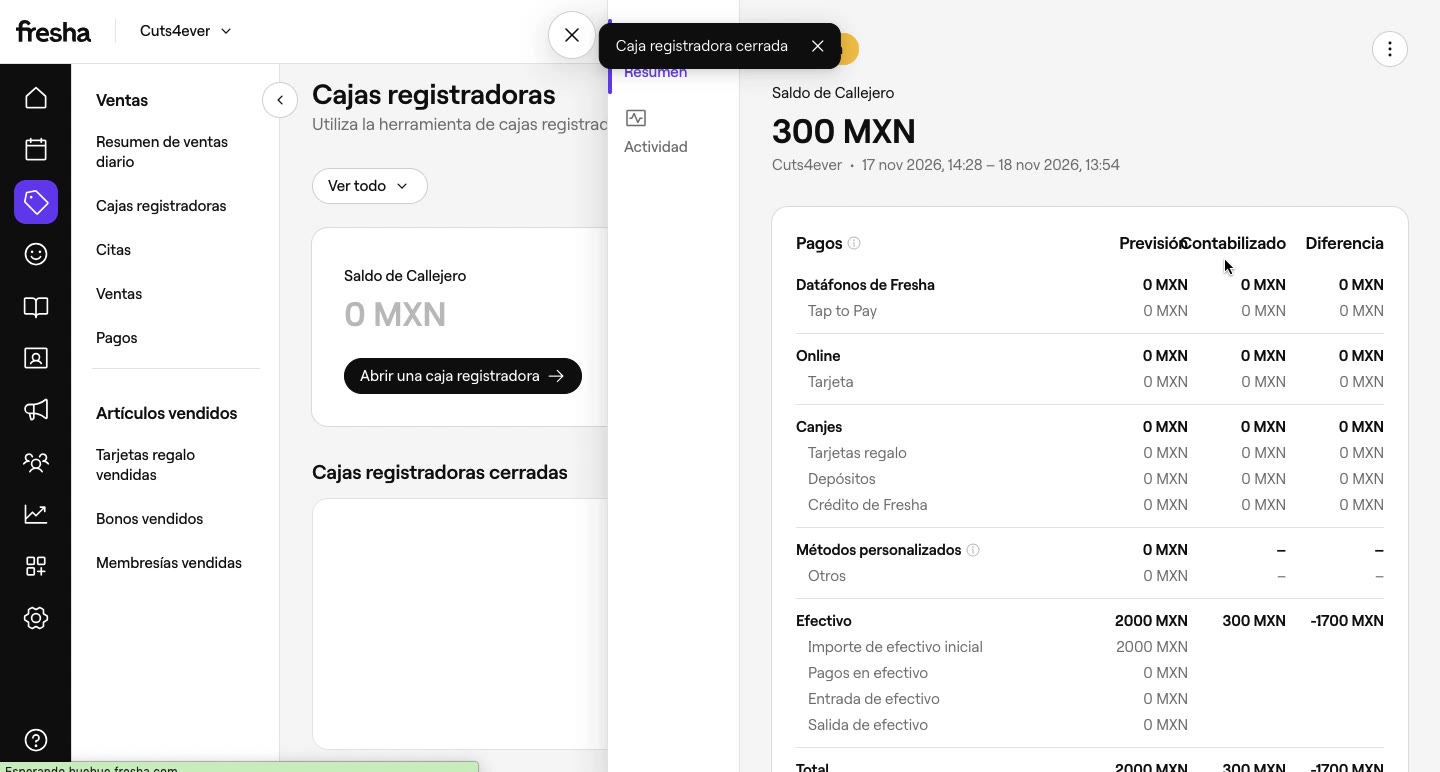 fresha
Cuts4ever
Caja registradora cerrada
Ventas
Resumen de ventas
diario
Cajas registradoras
Citas
Ventas
Pagos
Artículos vendidos
Tarjetas regalo
vendidas
Bonos vendidos
Membresías vendidas
Cajas registradoras
Utiliza la herramienta de cajas registrad
Ver todo
Saldo de Callejero
0 MXN
Abrir una caja registradora
Cajas registradoras cerradas
Resumen
Actividad
Saldo de Callejero
300 MXN
Cuts4ever • 17 nov 2026, 14:28 – 18 nov 2026, 13:54
Pagos Previsión Contabilizado Diferencia
Datáfonos de Fresha 0 MXN 0 MXN 0 MXN
Tap to Pay 0 MXN 0 MXN 0 MXN
Online 0 MXN 0 MXN 0 MXN
Tarjeta 0 MXN 0 MXN 0 MXN
Canjes 0 MXN 0 MXN 0 MXN
Tarjetas regalo 0 MXN 0 MXN 0 MXN
Depósitos 0 MXN 0 MXN 0 MXN
Crédito de Fresha 0 MXN 0 MXN 0 MXN
Métodos personalizados 0 MXN – –
Otros 0 MXN – –
Efectivo 2000 MXN 300 MXN -1700 MXN
Importe de efectivo inicial 2000 MXN
Pagos en efectivo 0 MXN
Entrada de efectivo 0 MXN
Salida de efectivo 0 MXN
Total 2000 MXN 300 MXN -1700 MXN
Esperando buebue.fresha.com